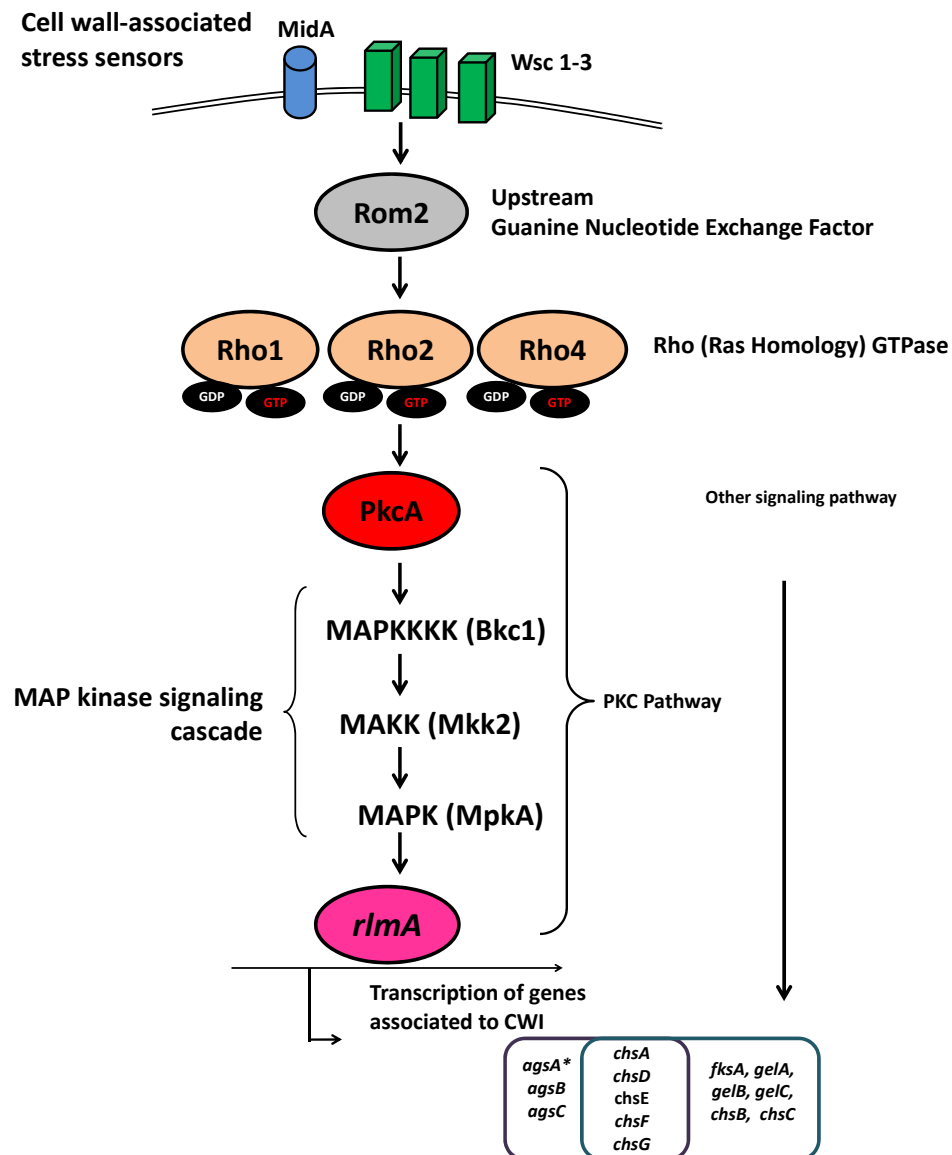 Cell wall-associated
stress sensors
MidA
Wsc 1-3
Rom2
Upstream
Guanine Nucleotide Exchange Factor
Rho1
Rho2
Rho4
Rho (Ras Homology) GTPase
GDP
GTP
GDP
GTP
GDP
GTP
PkcA
Other signaling pathway
MAPKKKK (Bkc1)
MAP kinase signaling
cascade
MAKK (Mkk2)
PKC Pathway
MAPK (MpkA)
rlmA
Transcription of genes
associated to CWI
agsA*
agsB
agsC
chsA
chsD
chsE
chsF
chsG
fksA, gelA,
gelB, gelC,
chsB, chsC